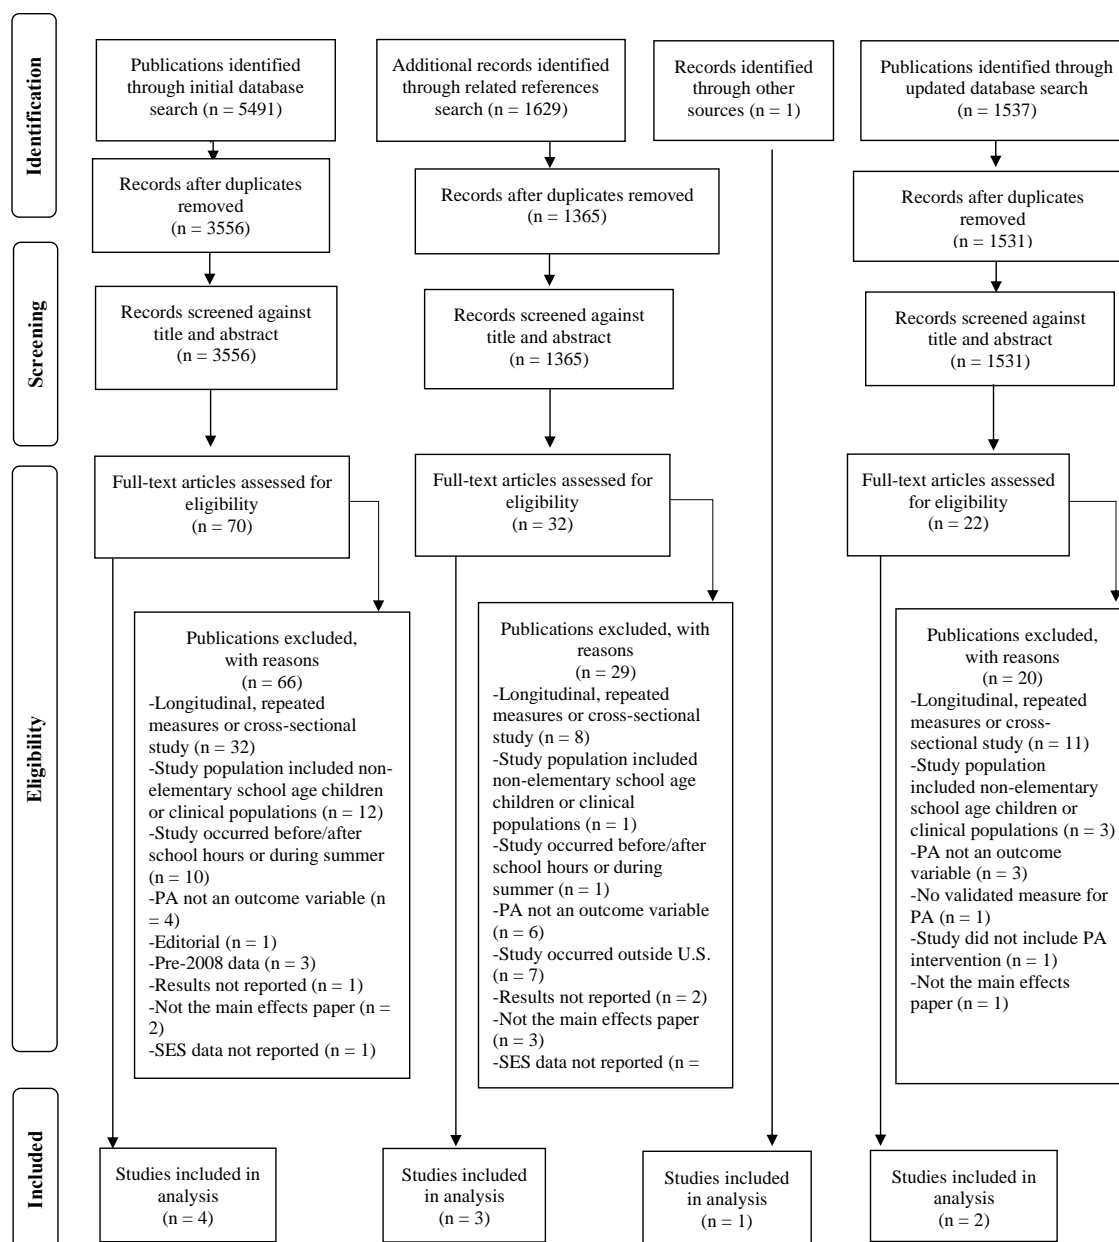 Identification
Publications identified
through initial database
search (n = 5491)
Additional records identified
through related references
search (n = 1629)
Records identified
through other
sources (n = 1)
Publications identified through
updated database search
(n = 1537)
Records after duplicates
removed
(n = 3556)
Records after duplicates removed
(n = 1365)
Records after duplicates
removed
(n = 1531)
Screening
Records screened against
title and abstract
(n = 3556)
Records screened against
title and abstract
(n = 1365)
Records screened against
title and abstract
(n = 1531)
Eligibility
Full-text articles assessed for
eligibility
(n = 70)
Full-text articles assessed for
eligibility
(n = 32)
Full-text articles assessed
for eligibility
(n = 22)
Publications excluded,
with reasons
(n = 66)
-Longitudinal, repeated
measures or cross-sectional
study (n = 32)
-Study population included non-
elementary school age children
or clinical populations (n = 12)
-Study occurred before/after
school hours or during summer
(n = 10)
-PA not an outcome variable (n
= 4)
-Editorial (n = 1)
-Pre-2008 data (n = 3)
-Results not reported (n = 1)
-Not the main effects paper (n =
2)
-SES data not reported (n = 1)
Publications excluded, with
reasons
(n = 29)
-Longitudinal, repeated
measures or cross-sectional
study (n = 8)
-Study population included
non-elementary school age
children or clinical
populations (n = 1)
-Study occurred before/after
school hours or during
summer (n = 1)
-PA not an outcome variable
(n = 6)
-Study occurred outside U.S.
(n = 7)
-Results not reported (n = 2)
-Not the main effects paper
(n = 3)
-SES data not reported (n =
Publications excluded,
with reasons
(n = 20)
-Longitudinal, repeated
measures or cross-
sectional study (n = 11)
-Study population
included non-elementary
school age children or
clinical populations (n = 3)
-PA not an outcome
variable (n = 3)
-No validated measure for
PA (n = 1)
-Study did not include PA
intervention (n = 1)
-Not the main effects
paper (n = 1)
Included
Studies included in
analysis
(n = 4)
Studies included
in analysis
(n = 3)
Studies included
in analysis
(n = 1)
Studies included in
analysis
(n = 2)